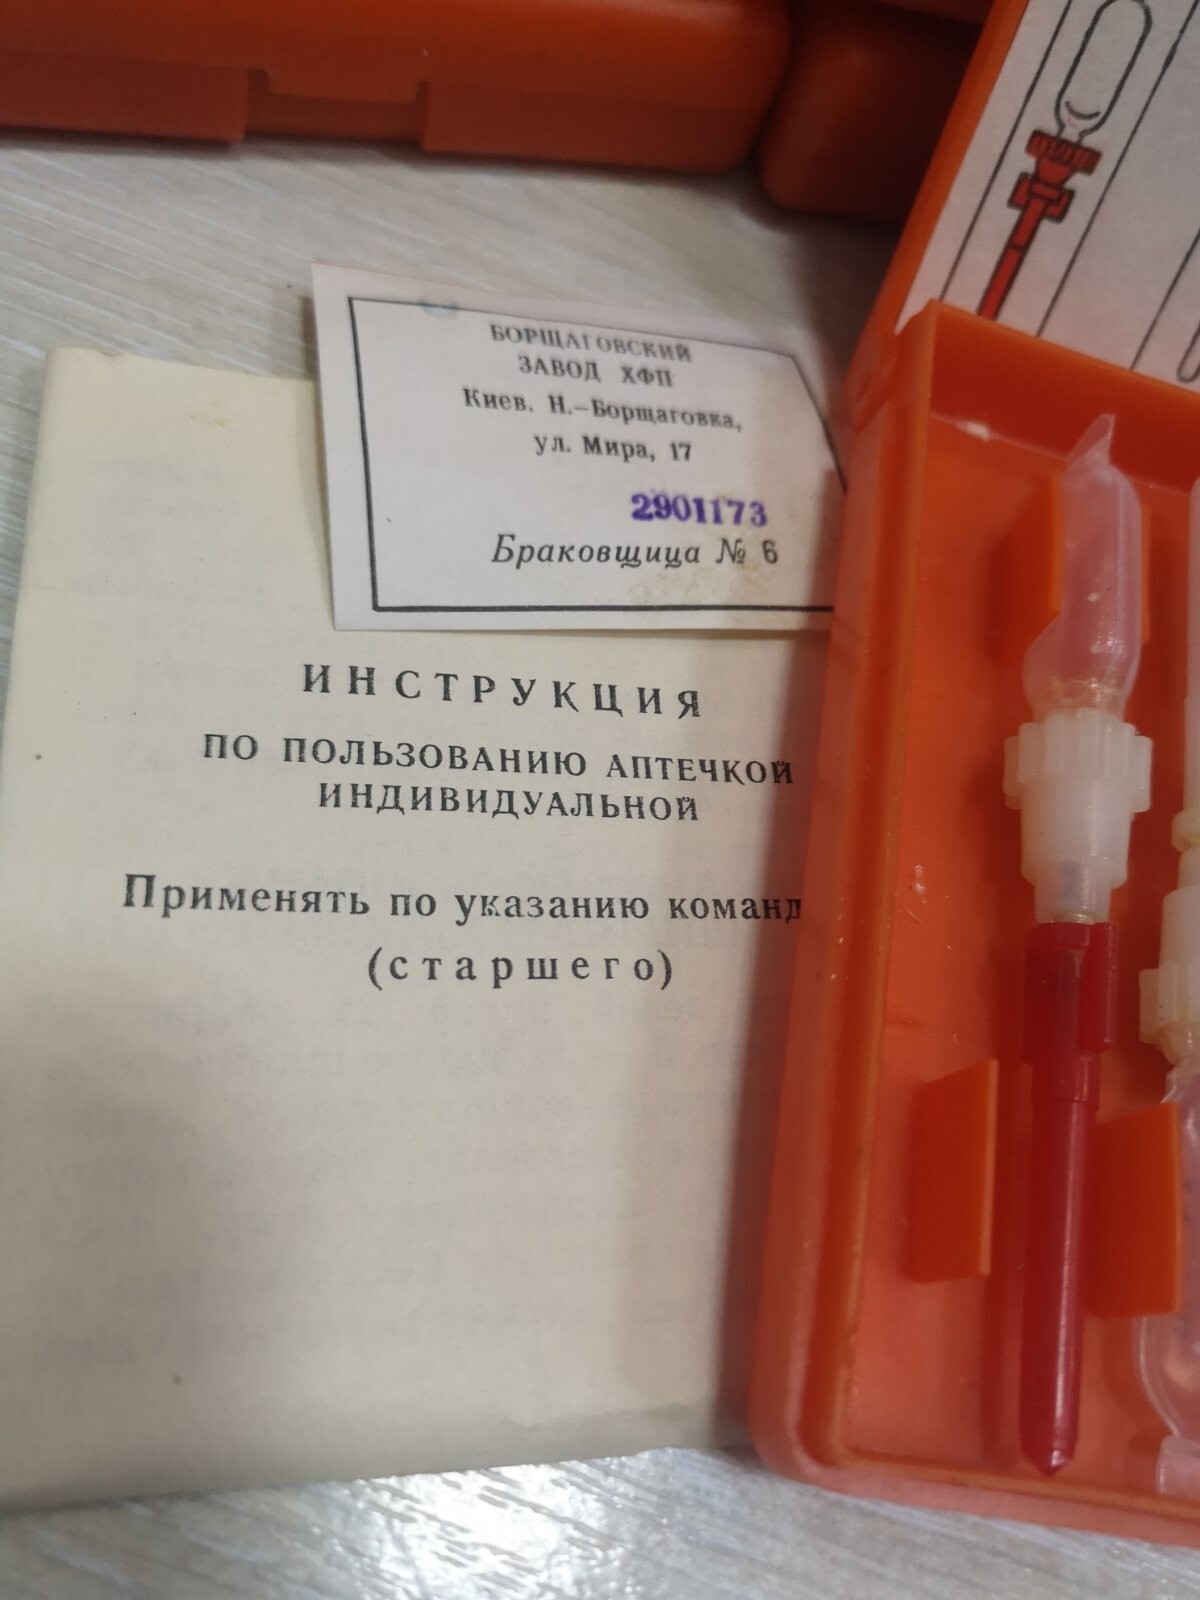 БОРЩАГОВСКИЙ
ЗАВОД ХФП
Киев. Н.-Борщаговка,
ул. Мира, 17
2901173
Браковщица № 6
ИНСТРУКЦИЯ
ПО ПОЛЬЗОВАНИЮ АПТЕЧКОЙ
ИНДИВИДУАЛЬНОЙ
Применять по указанию команд
(старшего)